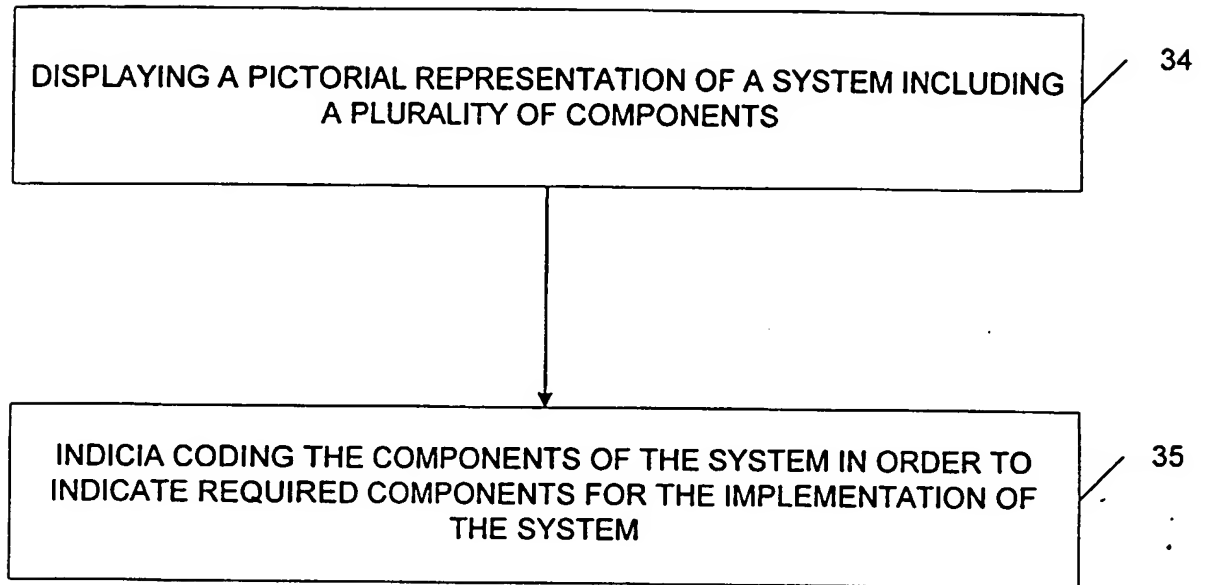 DISPLAYING A PICTORIAL REPRESENTATION OF A SYSTEM INCLUDING
A PLURALITY OF COMPONENTS
34
INDICIA CODING THE COMPONENTS OF THE SYSTEM IN ORDER TO
INDICATE REQUIRED COMPONENTS FOR THE IMPLEMENTATION OF
THE SYSTEM
35